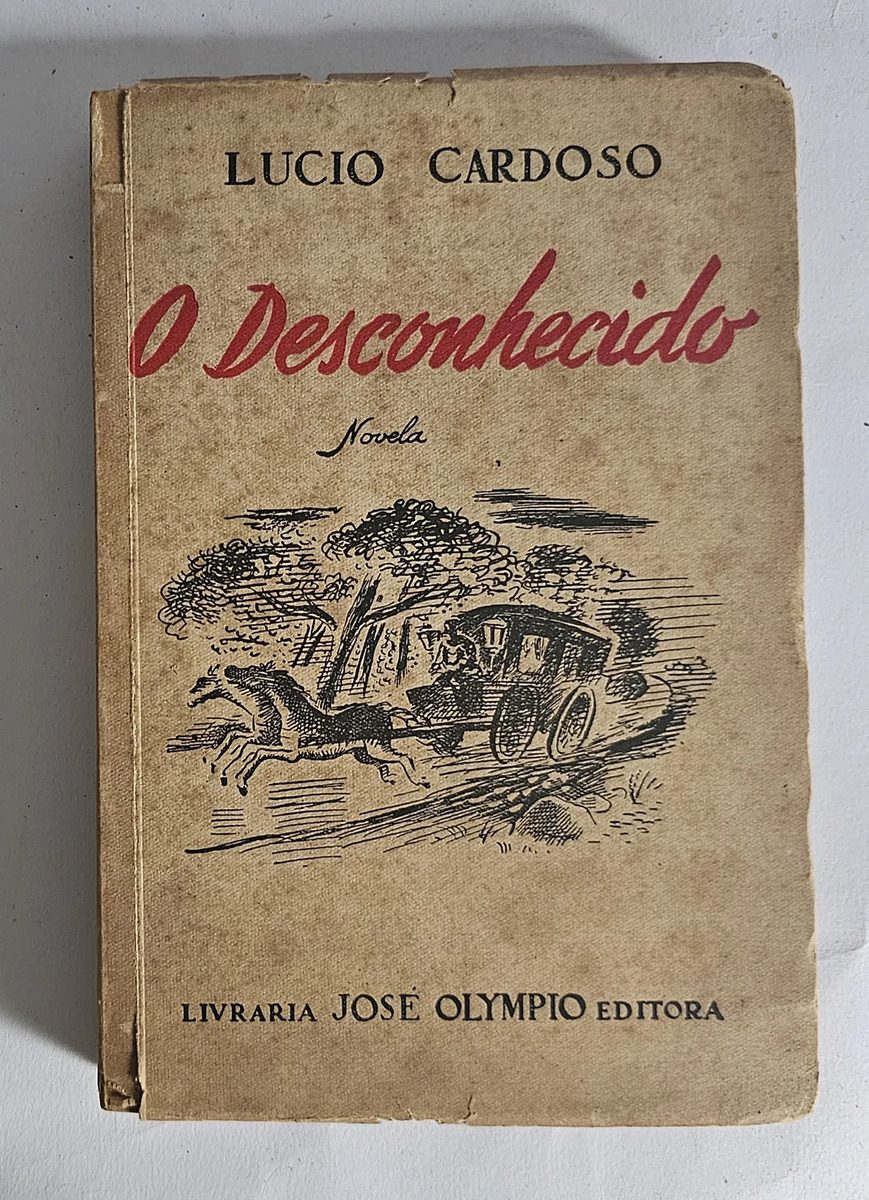 LUCIO CARDOSO
O Desconhecido
Novela
LIVRARIA JOSÉ OLYMPIO EDITORA